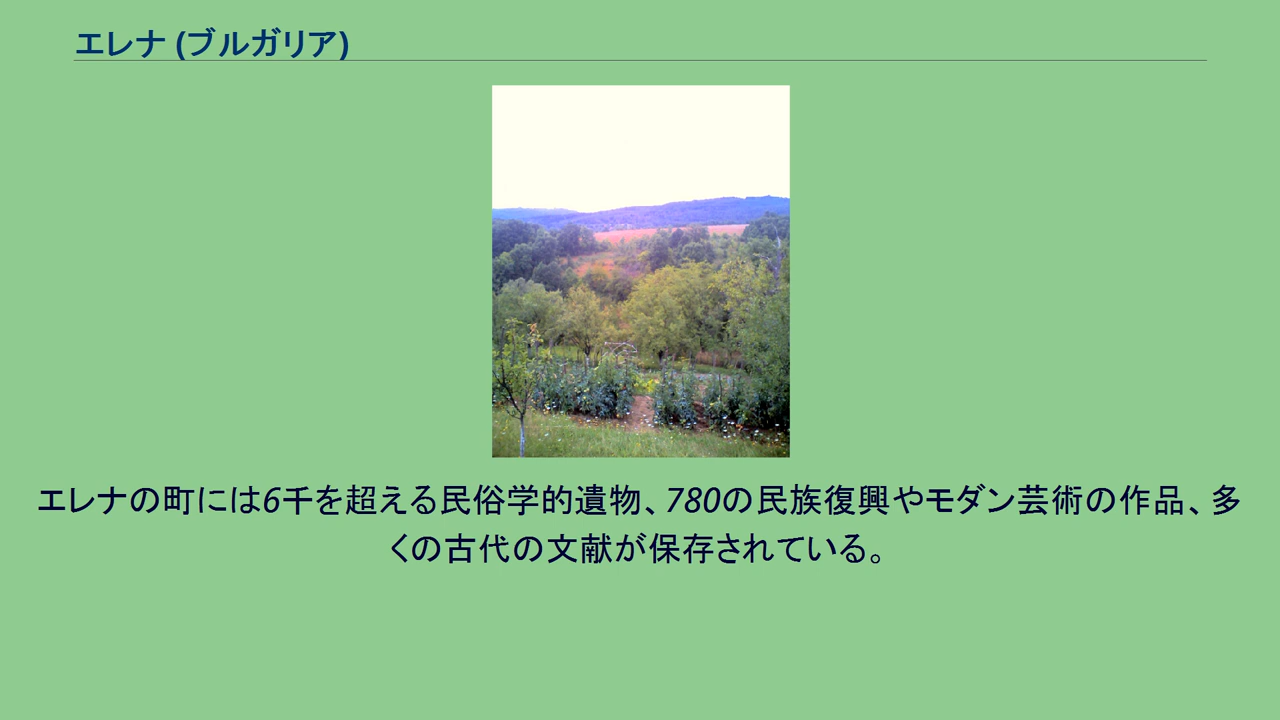 エレナ (ブルガリア)
エレナの町には6千を超える民俗学的遺物、780の民族復興やモダン芸術の作品、多
くの古代の文献が保存されている。